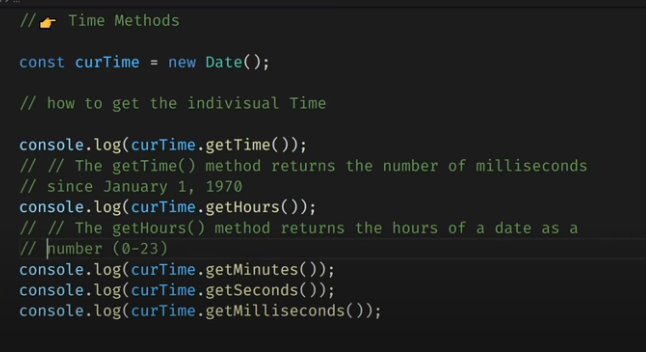 //👉 Time Methods
const curTime = new Date();
// how to get the indivisual Time
console.log(curTime.getTime());
// // The getTime() method returns the number of milliseconds
// since January 1, 1970
console.log(curTime.getHours());
// // The getHours() method returns the hours of a date as a
// number (0-23)
console.log(curTime.getMinutes());
console.log(curTime.getSeconds());
console.log(curTime.getMilliseconds());